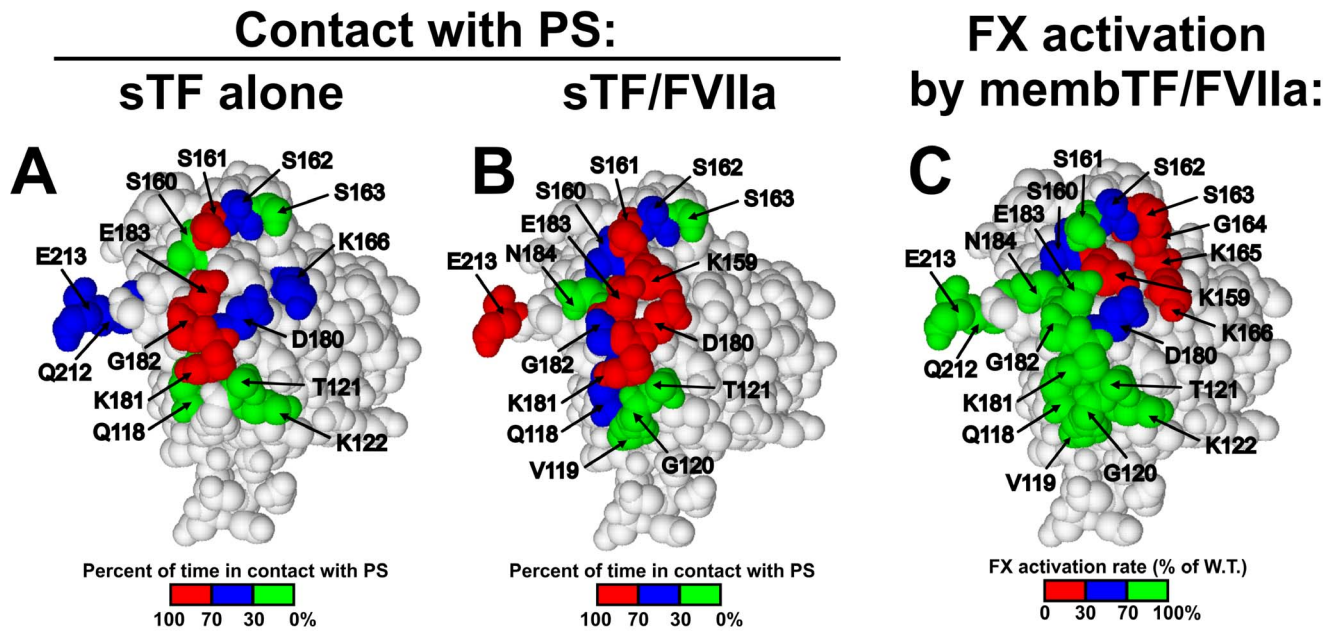 Contact with PS:
sTF alone
sTF/FVIIa
FX activation
by membTF/FVIIa:
A
S161
S162
S160
S163
E183
K166
E213
D180
G182
Q212
T121
K181
Q118
K122
Percent of time in contact with PS
100 70 30 0%
B
S161
S162
S160
S163
E183
N184
K159
E213
D180
G182
T121
K181
Q118
V119
G120
Percent of time in contact with PS
100 70 30 0%
C
S161
S162
S160
S163
E183
G164
N184
K165
E213
K159
K166
G182
D180
Q212
T121
K181
Q118
K122
V119
G120
FX activation rate (% of W.T.)
0 30 70 100%